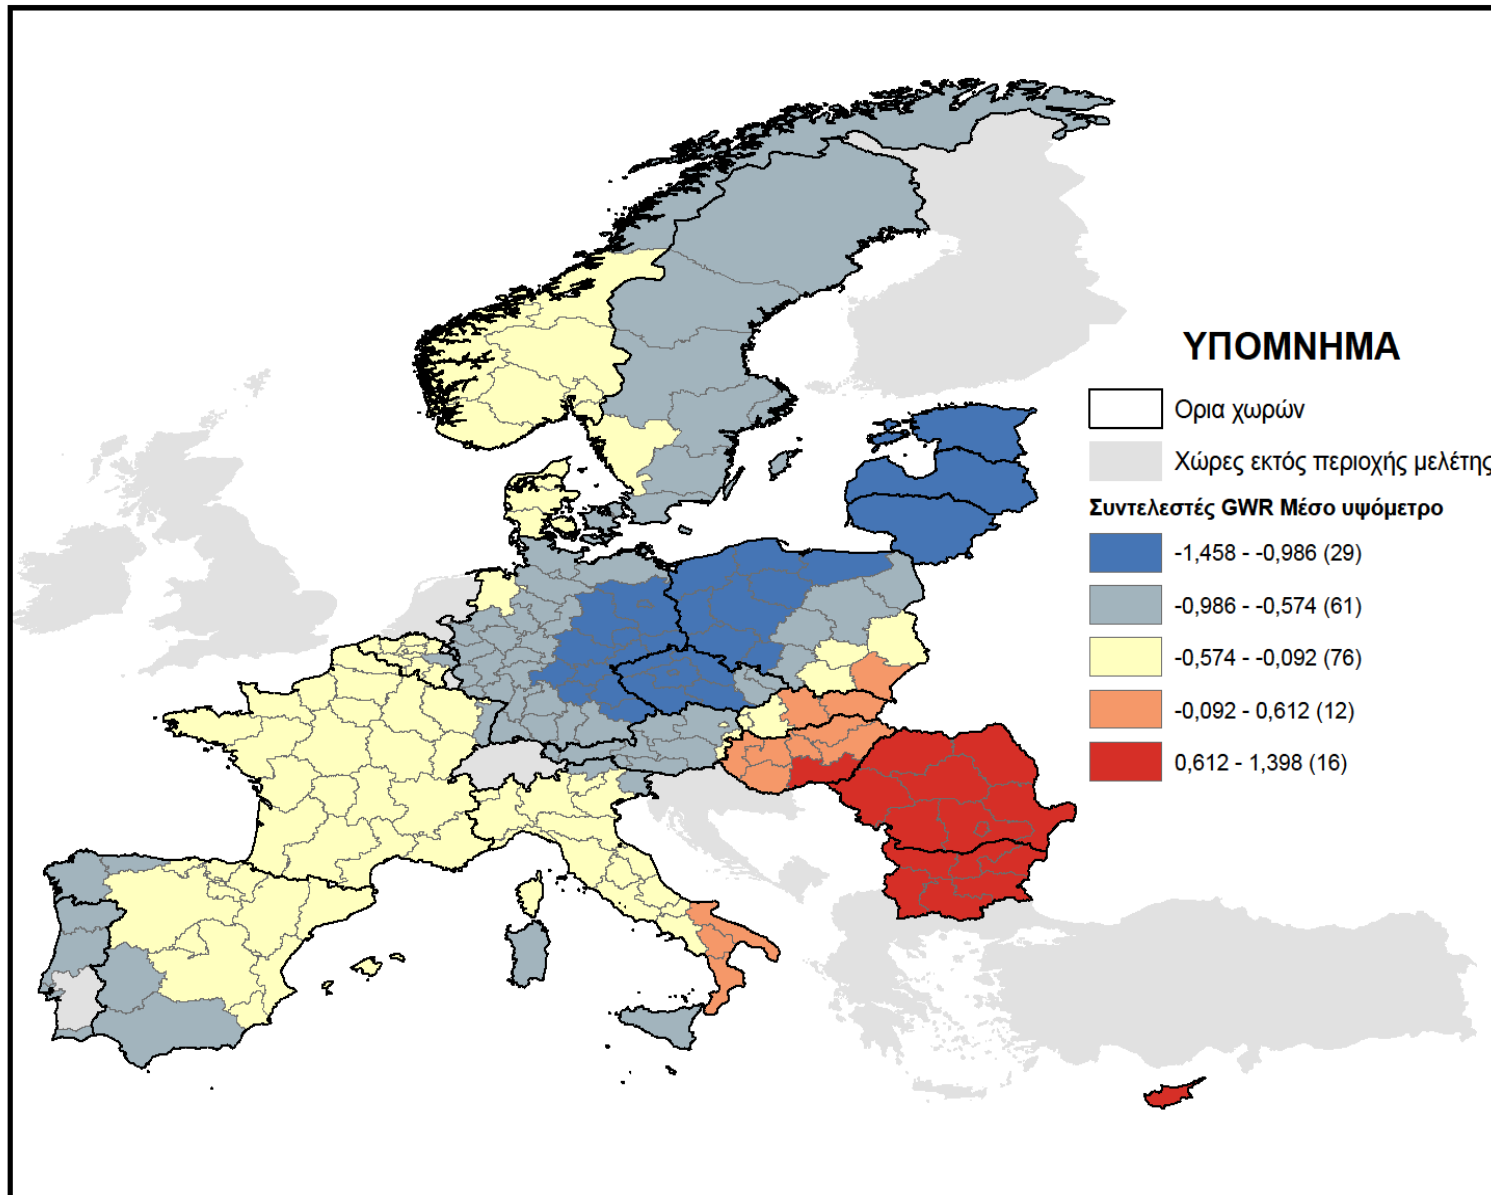 ΥΠΟΜΝΗΜΑ
Ορια χωρών
Χώρες εκτός περιοχής μελέτης
Συντελεστές GWR Μέσο υψόμετρο
-1,458 - -0,986 (29)
-0,986 - -0,574 (61)
-0,574 - -0,092 (76)
-0,092 - 0,612 (12)
0,612 - 1,398 (16)